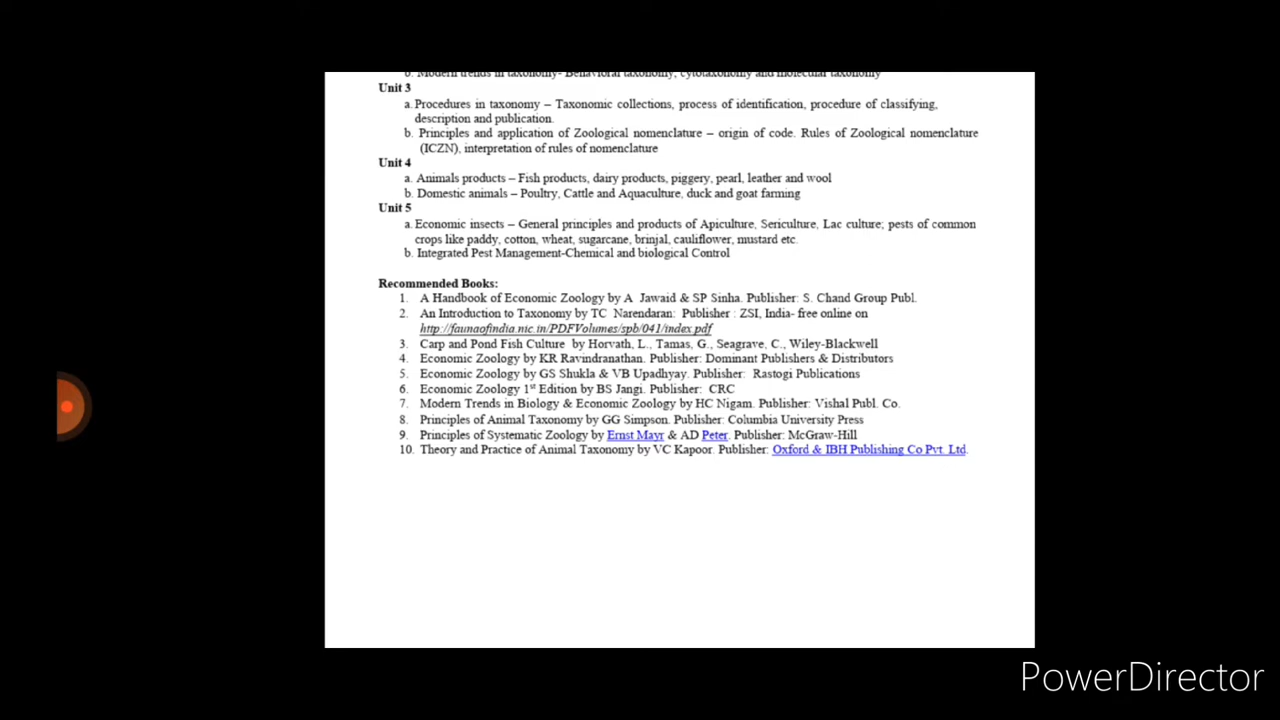 b. Modern trends in taxonomy- Behavioral taxonomy, cytotaxonomy and molecular taxonomy
Unit 3
a. Procedures in taxonomy – Taxonomic collections, process of identification, procedure of classifying,
description and publication.
b. Principles and application of Zoological nomenclature – origin of code. Rules of Zoological nomenclature
(ICZN), interpretation of rules of nomenclature
Unit 4
a. Animals products – Fish products, dairy products, piggery, pearl, leather and wool
b. Domestic animals – Poultry, Cattle and Aquaculture, duck and goat farming
Unit 5
a. Economic insects – General principles and products of Apiculture, Sericulture, Lac culture; pests of common
crops like paddy, cotton, wheat, sugarcane, brinjal, cauliflower, mustard etc.
b. Integrated Pest Management-Chemical and biological Control
Recommended Books:
1. A Handbook of Economic Zoology by A Jawaid & SP Sinha. Publisher: S. Chand Group Publ.
2. An Introduction to Taxonomy by TC Narendaran: Publisher : ZSI, India- free online on
http://faunaofindia.nic.in/PDFVolumes/spb/041/index.pdf
3. Carp and Pond Fish Culture by Horvath, L., Tamas, G., Seagrave, C., Wiley-Blackwell
4. Economic Zoology by KR Ravindranathan. Publisher: Dominant Publishers & Distributors
5. Economic Zoology by GS Shukla & VB Upadhyay. Publisher: Rastogi Publications
6. Economic Zoology 1st Edition by BS Jangi. Publisher: CRC
7. Modern Trends in Biology & Economic Zoology by HC Nigam. Publisher: Vishal Publ. Co.
8. Principles of Animal Taxonomy by GG Simpson. Publisher: Columbia University Press
9. Principles of Systematic Zoology by Ernst Mayr & AD Peter. Publisher: McGraw-Hill
10. Theory and Practice of Animal Taxonomy by VC Kapoor. Publisher: Oxford & IBH Publishing Co Pvt. Ltd.
PowerDirector